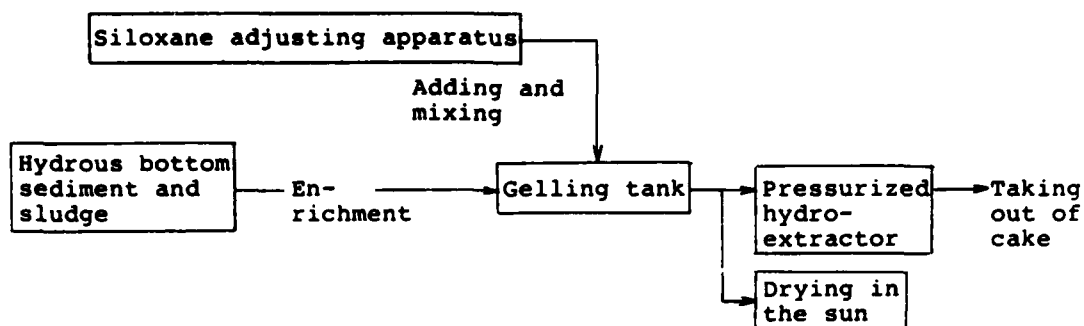 Siloxane adjusting apparatus
Adding and
mixing
Hydrous bottom
sediment and
sludge
En-
richment
Gelling tank
Pressurized
hydro-
extractor
Taking
out of
cake
Drying in
the sun